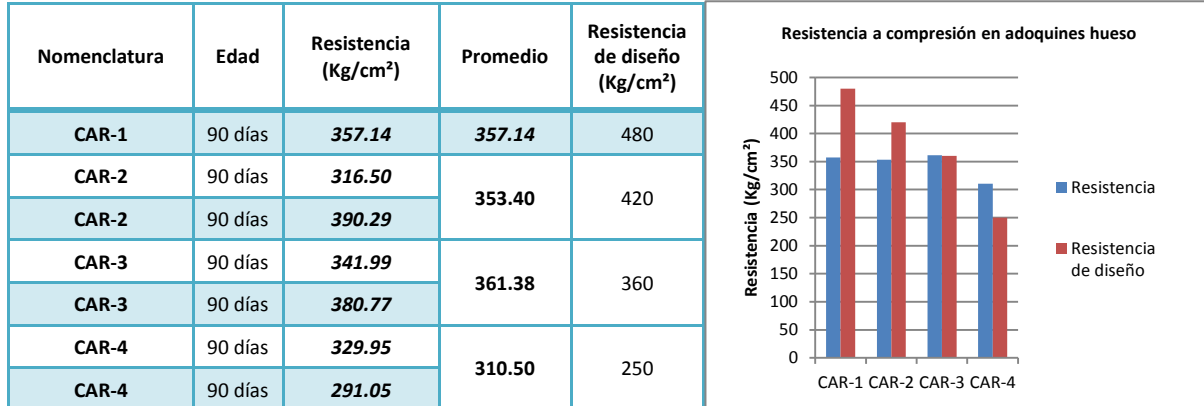 Nomenclatura Edad Resistencia (Kg/cm²) Promedio Resistencia de diseño (Kg/cm²)
CAR-1 90 días 357.14 357.14 480
CAR-2 90 días 316.50 353.40 420
CAR-2 90 días 390.29
CAR-3 90 días 341.99 361.38 360
CAR-3 90 días 380.77
CAR-4 90 días 329.95 310.50 250
CAR-4 90 días 291.05
Resistencia a compresión en adoquines hueso
Resistencia (Kg/cm²)
500
450
400
350
300
250
200
150
100
50
0
CAR-1 CAR-2 CAR-3 CAR-4
Resistencia
Resistencia
de diseño